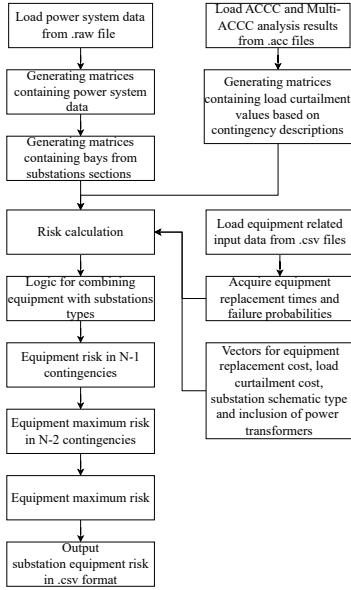 Load power system data
from .raw file
Generating matrices
containing power system
data
Generating matrices
containing bays from
substations sections
Load ACCC and Multi-
ACCC analysis results
from .acc files
Generating matrices
containing load curtailment
values based on
contingency descriptions
Risk calculation
Load equipment related
input data from .csv files
Logic for combining
equipment with substations
types
Acquire equipment
replacement times and
failure probabilities
Equipment risk in N-1
contingencies
Vectors for equipment
replacement cost, load
curtailment cost,
substation schematic type
and inclusion of power
transformers
Equipment maximum risk
in N-2 contingencies
Equipment maximum risk
Output
substation equipment risk
in .csv format